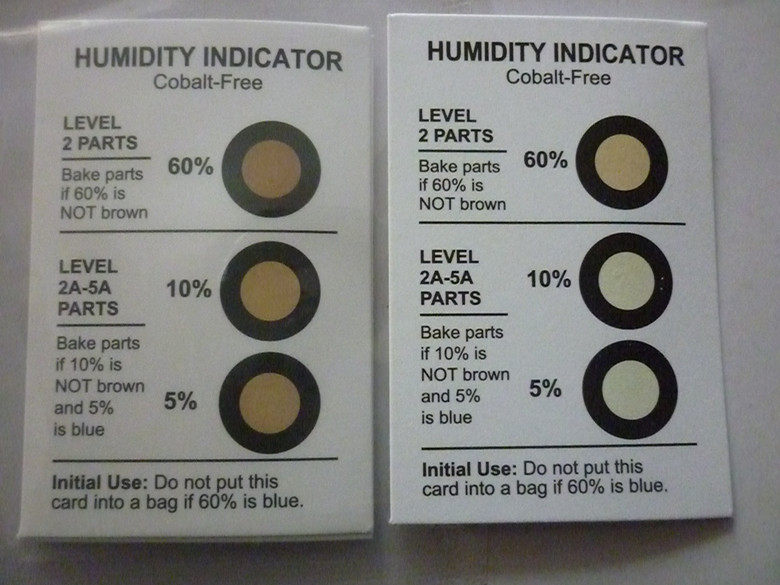 HUMIDITY INDICATOR
Cobalt-Free
LEVEL
2 PARTS
Bake parts
if 60% is
NOT brown
60%
LEVEL
2A-5A
PARTS
Bake parts
if 10% is
NOT brown
and 5%
is blue
10%
5%
Initial Use: Do not put this
card into a bag if 60% is blue.
HUMIDITY INDICATOR
Cobalt-Free
LEVEL
2 PARTS
Bake parts
if 60% is
NOT brown
60%
LEVEL
2A-5A
PARTS
Bake parts
if 10% is
NOT brown
and 5%
is blue
10%
5%
Initial Use: Do not put this
card into a bag if 60% is blue.